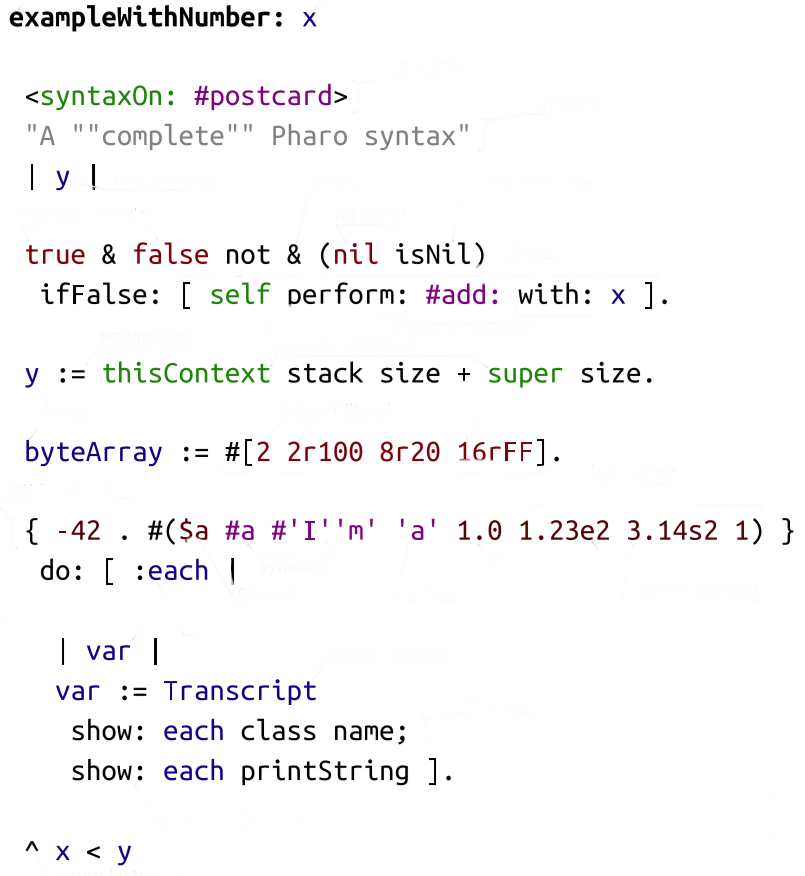 exampleWithNumber: x
<syntaxOn: #postcard>
"A ""complete"" Pharo syntax"
| y |
true & false not & (nil isNil)
ifFalse: [ self perform: #add: with: x ].
y := thisContext stack size + super size.
byteArray := #[2 2r100 8r20 16rFF].
{ -42 . #($a #a #'I''m' 'a' 1.0 1.23e2 3.14s2 1) }
do: [ :each |
| var |
var := Transcript
show: each class name;
show: each printString ].
^ x < y